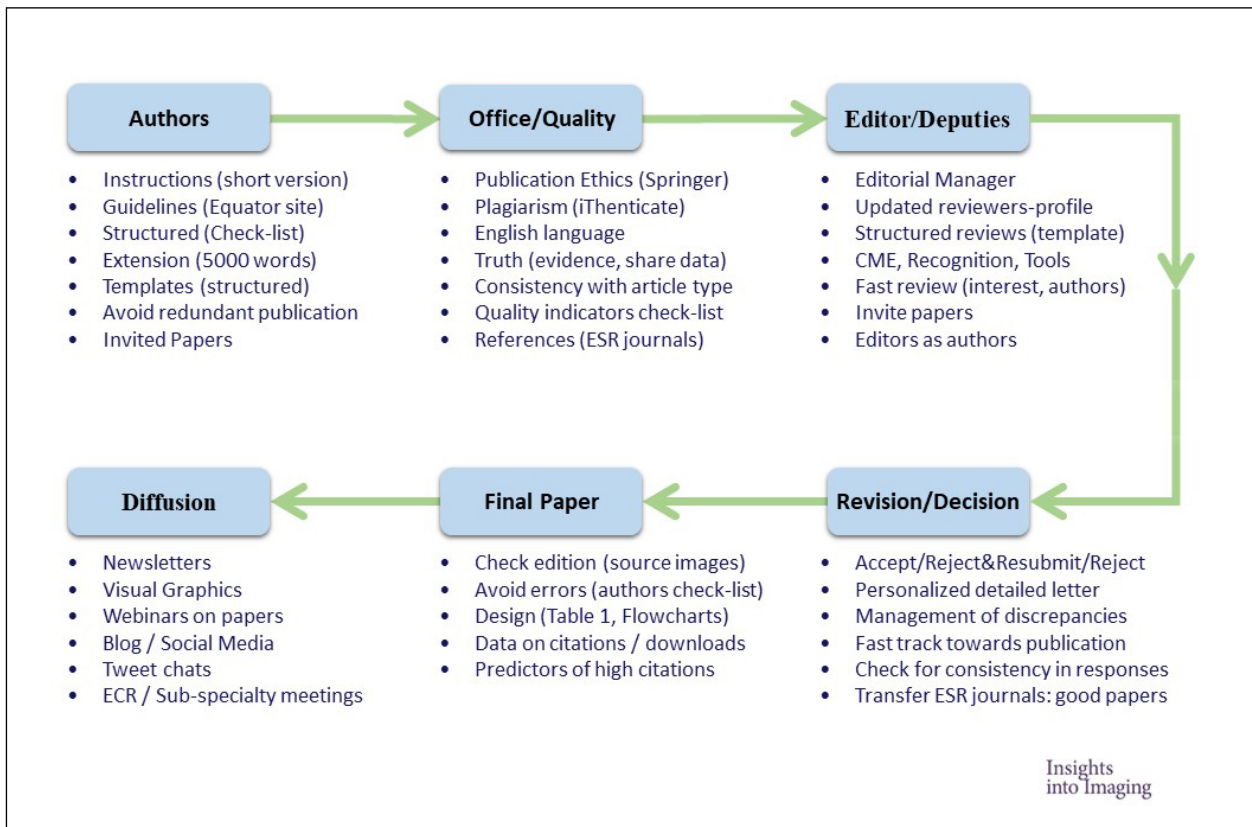 Authors
• Instructions (short version)
• Guidelines (Equator site)
• Structured (Check-list)
• Extension (5000 words)
• Templates (structured)
• Avoid redundant publication
• Invited Papers
Office/Quality
• Publication Ethics (Springer)
• Plagiarism (iThenticate)
• English language
• Truth (evidence, share data)
• Consistency with article type
• Quality indicators check-list
• References (ESR journals)
Editor/Deputies
• Editorial Manager
• Updated reviewers-profile
• Structured reviews (template)
• CME, Recognition, Tools
• Fast review (interest, authors)
• Invite papers
• Editors as authors
Revision/Decision
• Accept/Reject&Resubmit/Reject
• Personalized detailed letter
• Management of discrepancies
• Fast track towards publication
• Check for consistency in responses
• Transfer ESR journals: good papers
Final Paper
• Check edition (source images)
• Avoid errors (authors check-list)
• Design (Table 1, Flowcharts)
• Data on citations / downloads
• Predictors of high citations
Diffusion
• Newsletters
• Visual Graphics
• Webinars on papers
• Blog / Social Media
• Tweet chats
• ECR / Sub-specialty meetings
Insights
into Imaging